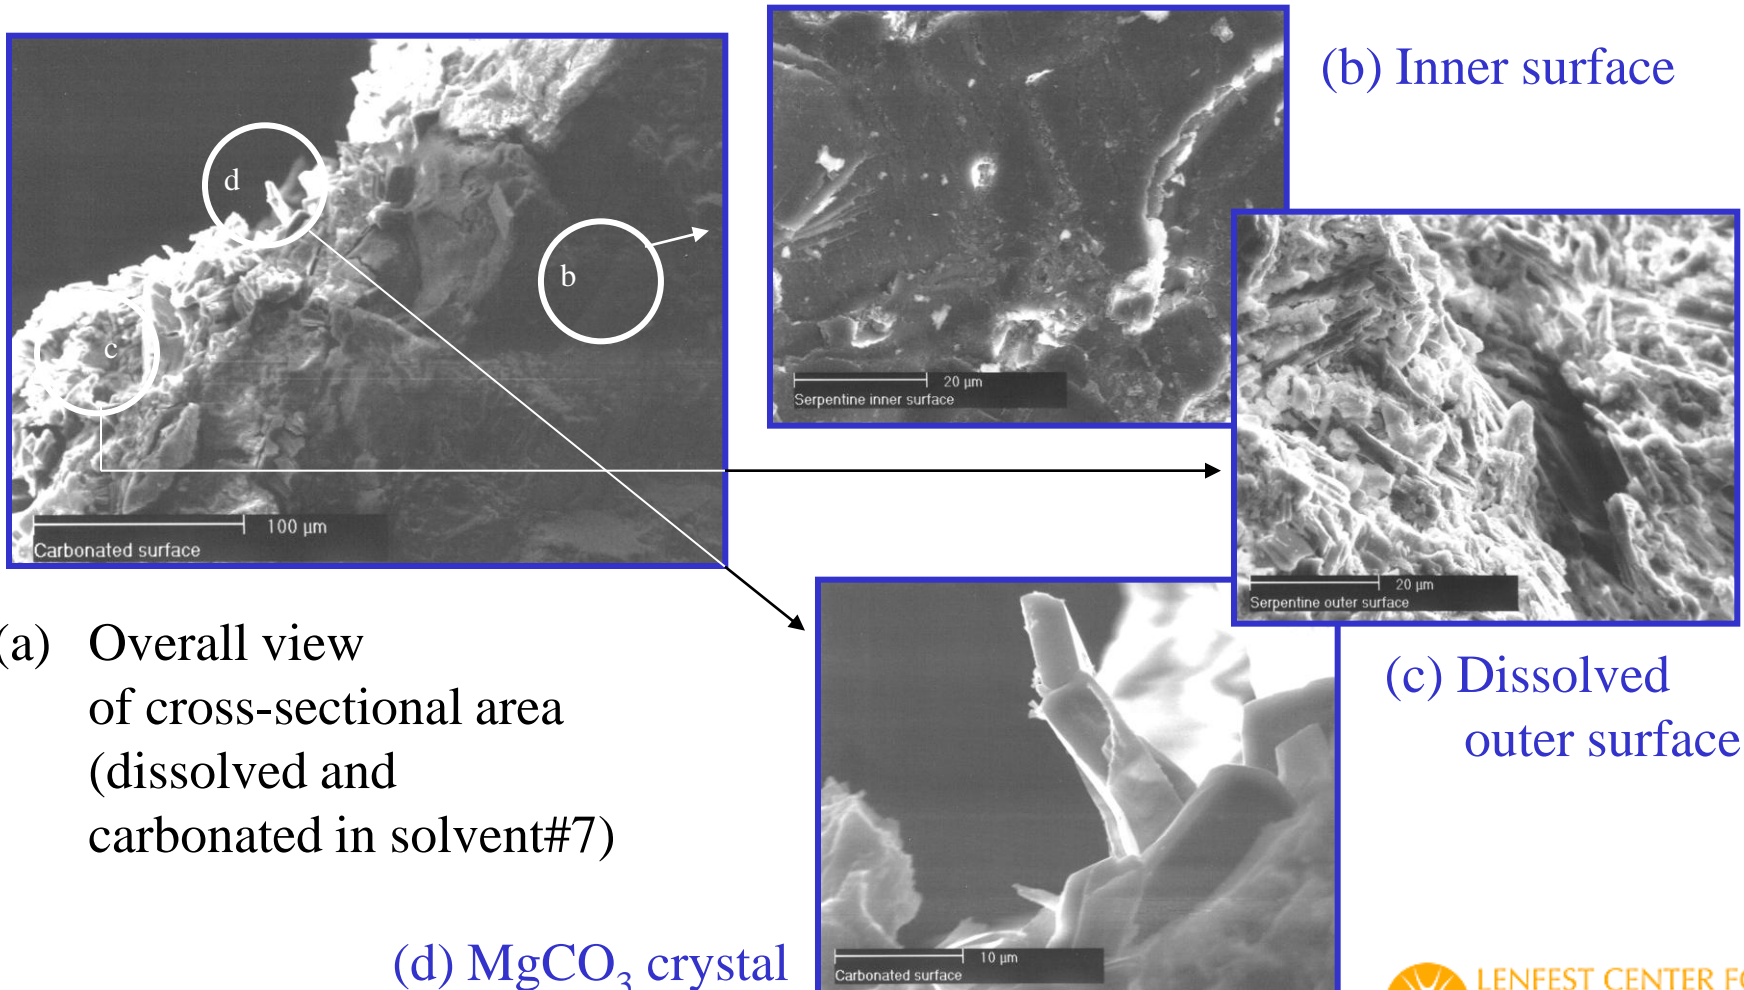 (b) Inner surface
d
b
c
20 μm
Serpentine inner surface
100 μm
Carbonated surface
20 μm
Serpentine outer surface
(a) Overall view
of cross-sectional area
(dissolved and
carbonated in solvent#7)
(c) Dissolved
outer surface
10 μm
Carbonated surface
(d) MgCO₃ crystal
LENFEST CENTER